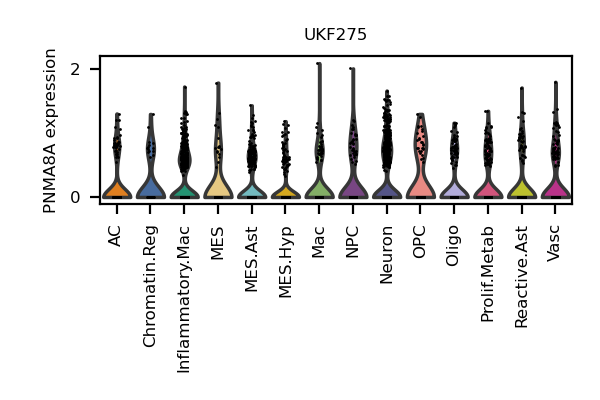 UKF275
PNMA8A expression
2
0
AC
Chromatin.Reg
Inflammatory.Mac
MES
MES.Ast
MES.Hyp
Mac
NPC
Neuron
OPC
Oligo
Prolif.Metab
Reactive.Ast
Vasc